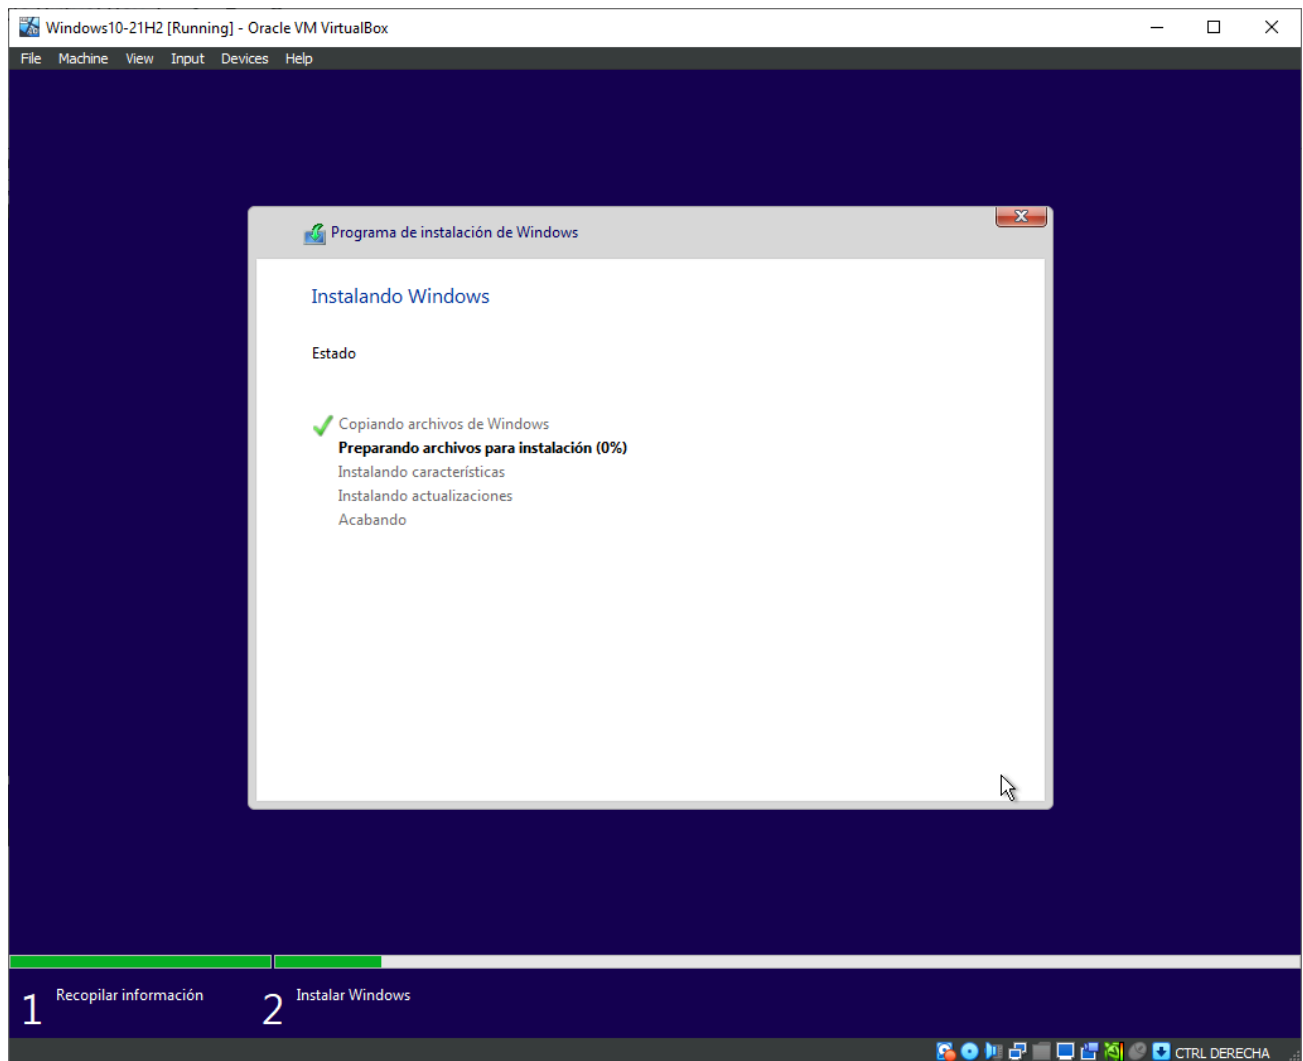 Windows10-21H2 [Running] - Oracle VM VirtualBox
File Machine View Input Devices Help
Programa de instalación de Windows
Instalando Windows
Estado
Copiando archivos de Windows
Preparando archivos para instalación (0%)
Instalando características
Instalando actualizaciones
Acabando
1 Recopilar información 2 Instalar Windows
CTRL DERECHA